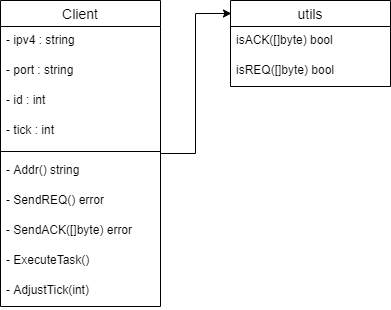 Client
- ipv4 : string
- port : string
- id : int
- tick : int
- Addr() string
- SendREQ() error
- SendACK([]byte) error
- ExecuteTask()
- AdjustTick(int)
utils
isACK([]byte) bool
isREQ([]byte) bool